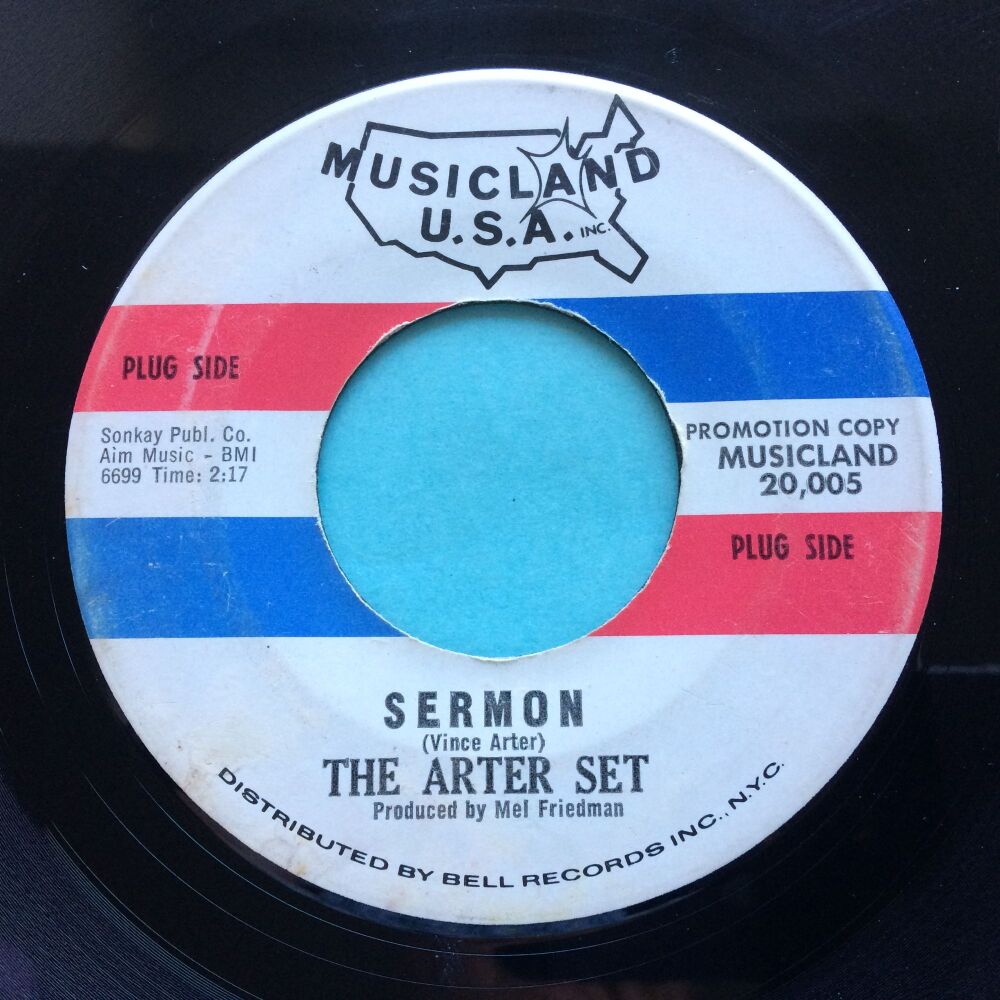 MUSICLAND
U.S.A. INC.
PLUG SIDE
Sonkay Publ. Co.
Aim Music - BMI
6699 Time: 2:17
PROMOTION COPY
MUSICLAND
20,005
PLUG SIDE
SERMON
(Vince Arter)
THE ARTER SET
Produced by Mel Friedman
DISTRIBUTED BY BELL RECORDS INC., N.Y.C.